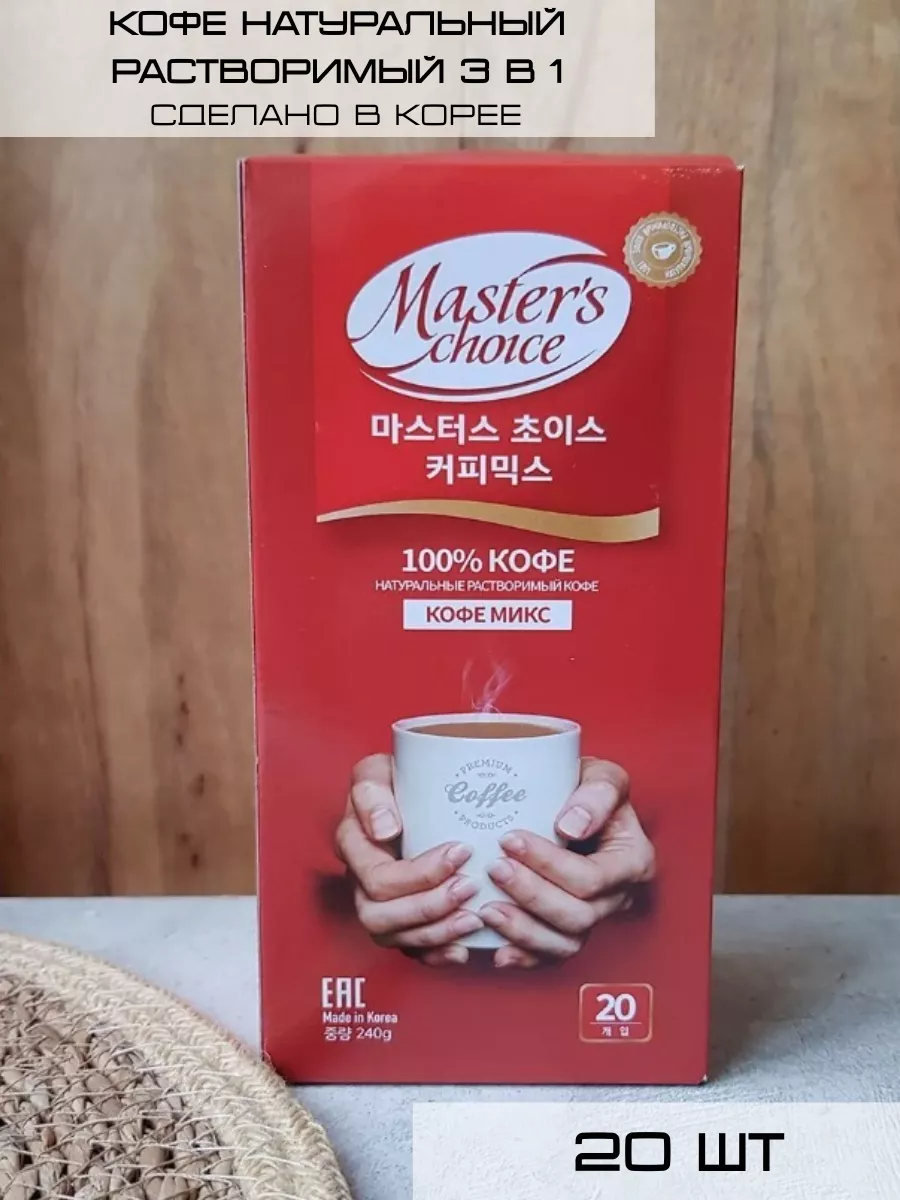 КОФЕ НАТУРАЛЬНЫЙ
РАСТВОРИМЫЙ 3 В 1
СДЕЛАНО В КОРЕЕ
Master's
choice
마스터스 초이스
커피믹스
100% КОФЕ
НАТУРАЛЬНЫЕ РАСТВОРИМЫЙ КОФЕ
КОФЕ МИКС
PREMIUM
Coffee
PRODUCTS
EAC
Made in Korea
중량 240g
20
개입
20 ШТ